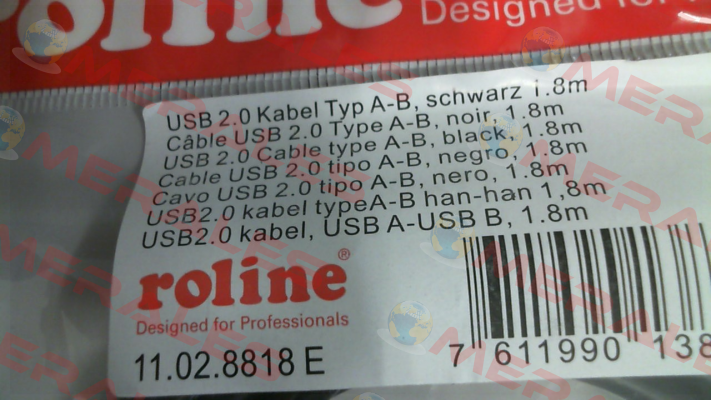 roline
Designed for
USB 2.0 Kabel Typ A-B, schwarz 1.8m
Câble USB 2.0 Type A-B, noir, 1.8m
USB 2.0 Cable type A-B, black, 1.8m
Cable USB 2.0 tipo A-B, negro, 1.8m
Cavo USB 2.0 tipo A-B, nero, 1.8m
USB2.0 kabel typeA-B han-han 1,8m
USB2.0 kabel, USB A-USB B, 1.8m
roline®
Designed for Professionals
11.02.8818 E
7 611990 138
MERALES